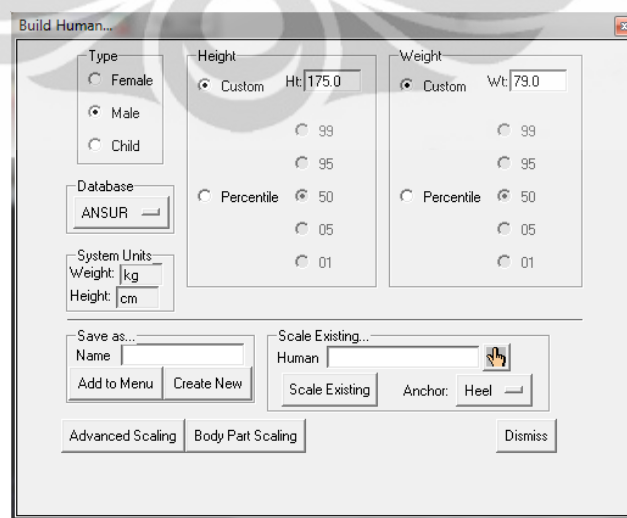 Build Human...
Type
Female
Male
Child
Database
ANSUR
System Units
Weight: kg
Height: cm
Height
Custom Ht: 175.0
99
95
Percentile 50
05
01
Weight
Custom Wt: 79.0
99
95
Percentile 50
05
01
Save as...
Name
Add to Menu Create New
Scale Existing...
Human
Scale Existing Anchor: Heel
Advanced Scaling Body Part Scaling Dismiss